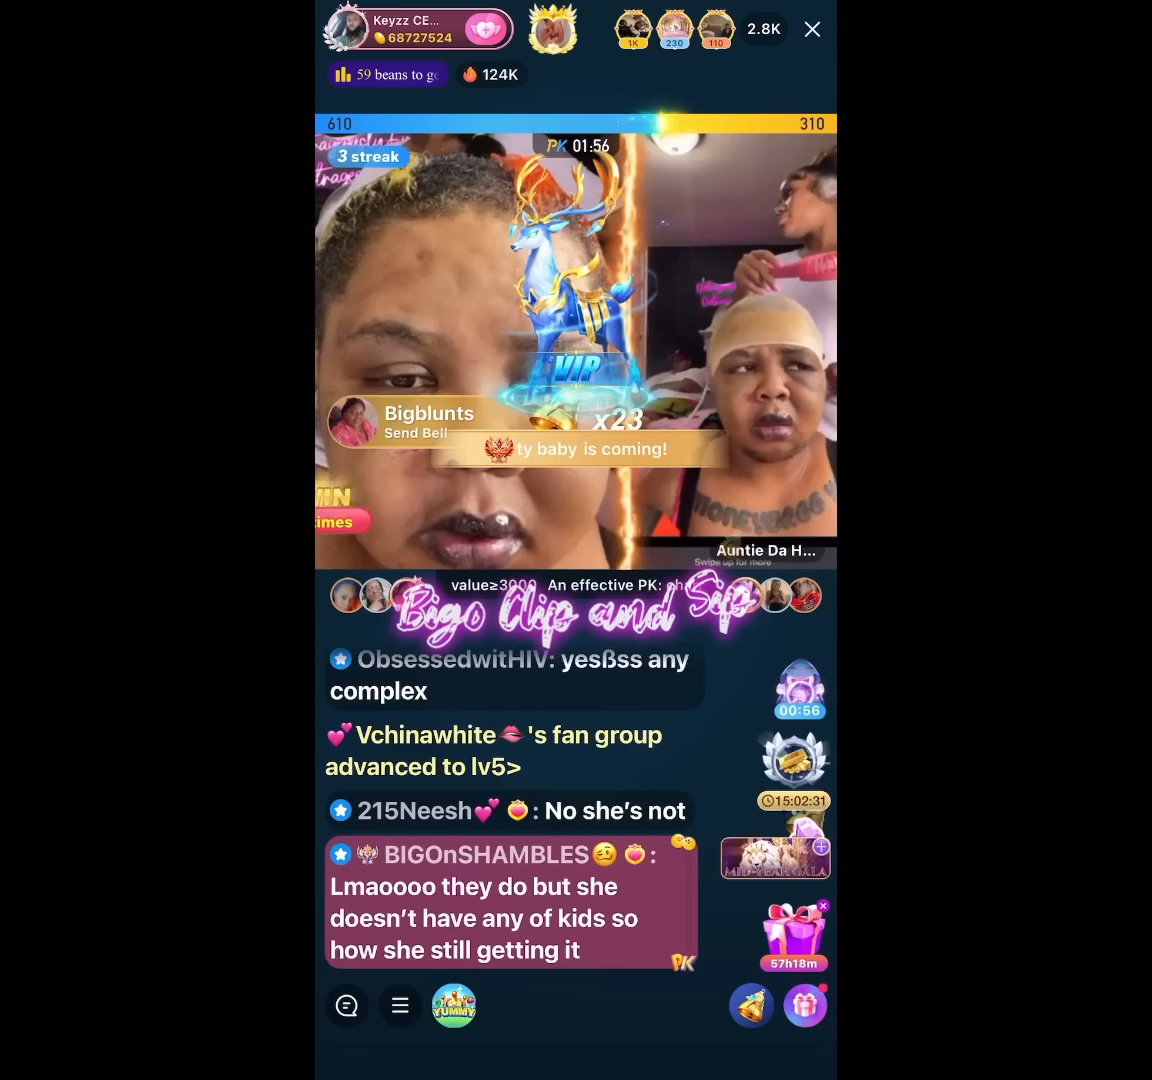 Keyzz CE...
68727524
1K
230
110
2.8K
59 beans to g
124K
610
310
3 streak
PK 01:56
VIP
Bigblunts
Send Bell
x23
ty baby is coming!
WIN
times
MONEYBAGG
Auntie Da H...
Swipe up for more
value≥3000 An effective PK:
Bigo Clip and Sip
ObsessedwitHIV: yesßss any
complex
00:56
💕Vchinawhite💋's fan group
advanced to lv5>
15:02:31
215Neesh💕🍑: No she's not
MID-YEAR GALA
BIGOnSHAMBLES🥴🍑:
Lmaoooo they do but she
doesn't have any of kids so
how she still getting it
PK
57h18m
YUMMY